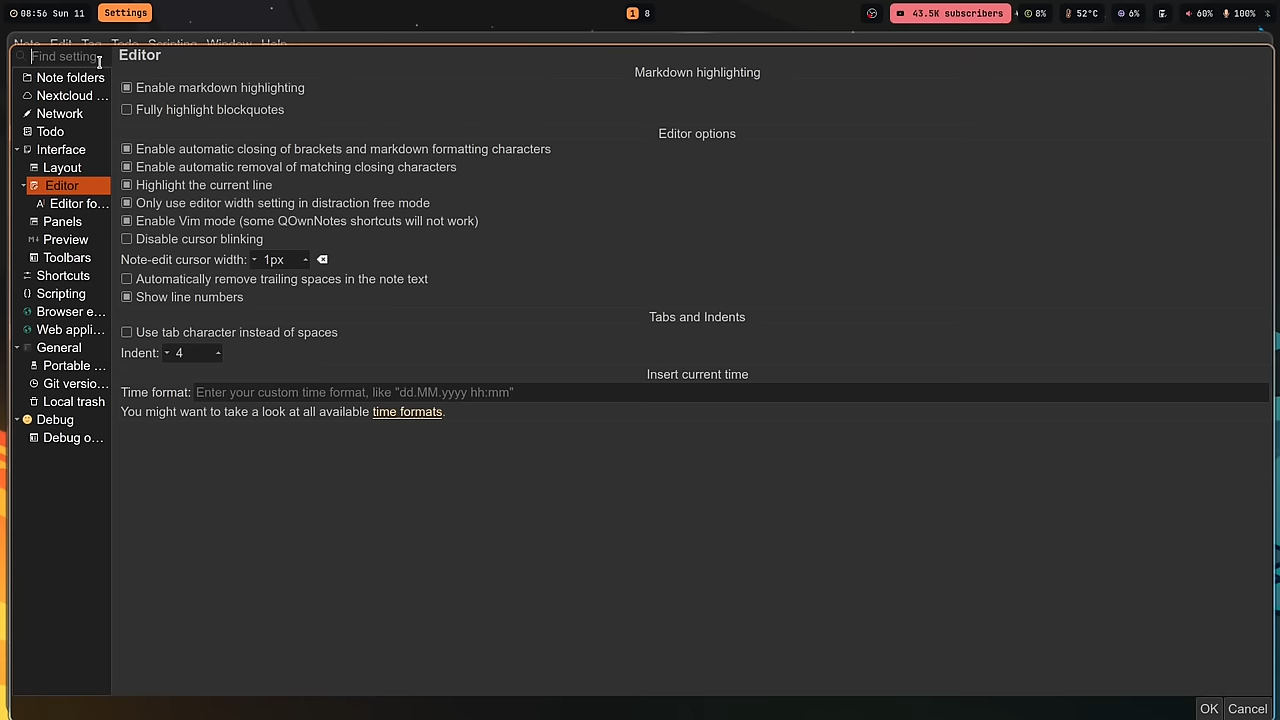 08:56 Sun 11
Settings
1 8
43.5K subscribers
8%
52°C
6%
60%
100%
Note Edit Tag Todo Scripting Window Help
Find setting
Note folders
Nextcloud ...
Network
Todo
Interface
Layout
Editor
Editor fo...
Panels
Preview
Toolbars
Shortcuts
Scripting
Browser e...
Web appli...
General
Portable ...
Git versio...
Local trash
Debug
Debug o...
Editor
Markdown highlighting
Enable markdown highlighting
Fully highlight blockquotes
Editor options
Enable automatic closing of brackets and markdown formatting characters
Enable automatic removal of matching closing characters
Highlight the current line
Only use editor width setting in distraction free mode
Enable Vim mode (some QOwnNotes shortcuts will not work)
Disable cursor blinking
Note-edit cursor width: 1px
Automatically remove trailing spaces in the note text
Show line numbers
Tabs and Indents
Use tab character instead of spaces
Indent: 4
Insert current time
Time format: Enter your custom time format, like "dd.MM.yyyy hh:mm"
You might want to take a look at all available time formats.
OK Cancel